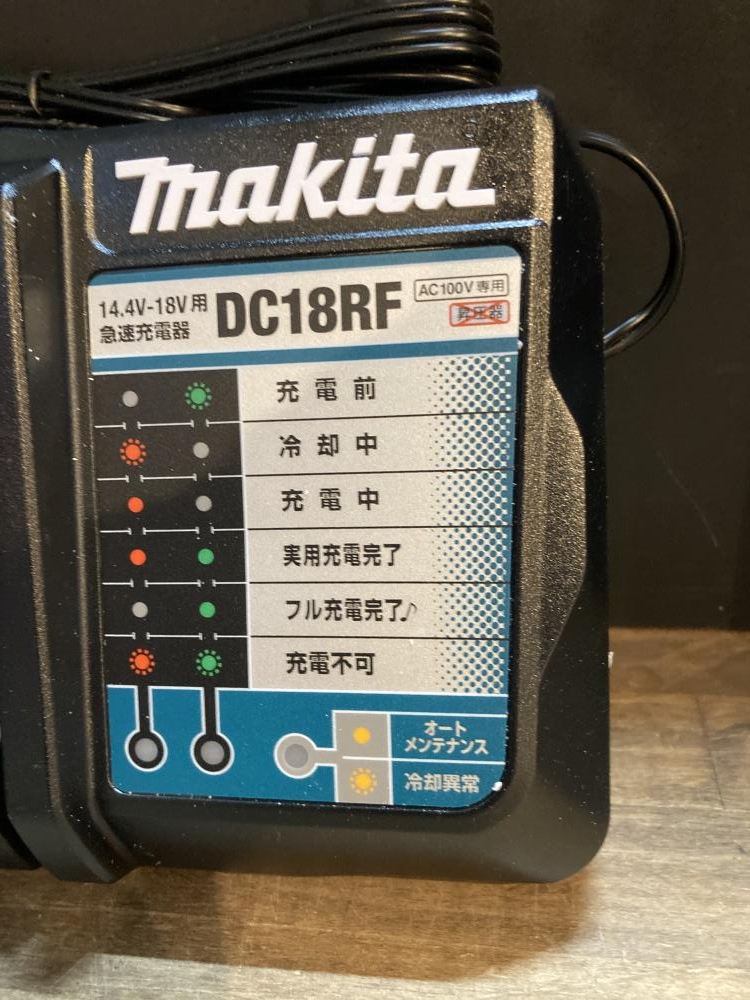 makita
14.4V-18V用
急速充電器
DC18RF
AC100V専用
昇圧器
充電前
冷却中
充電中
実用充電完了
フル充電完了♪
充電不可
オート
メンテナンス
冷却異常